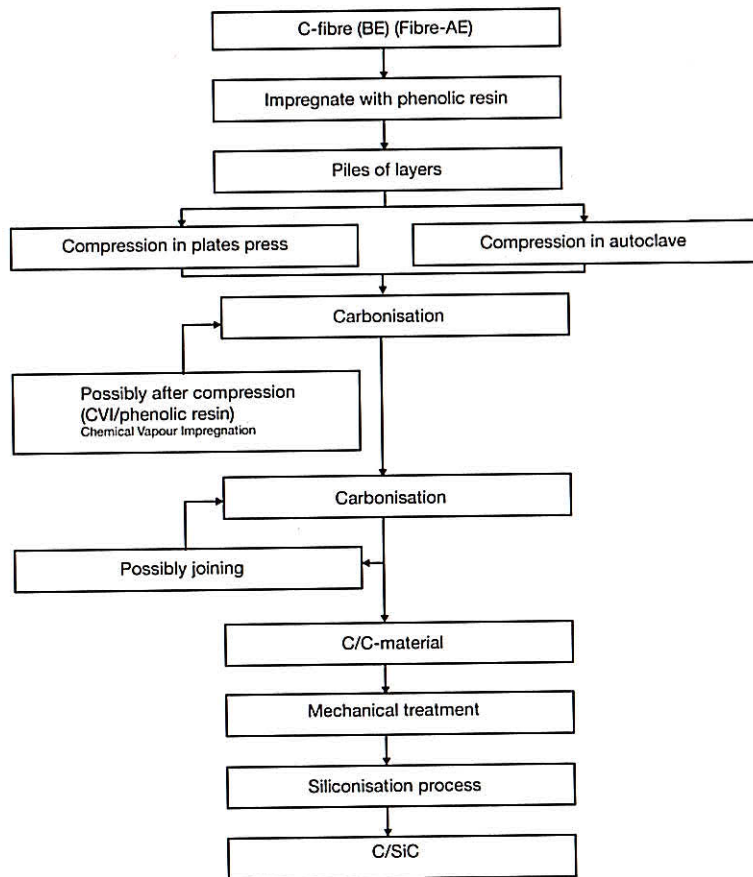 C-fibre (BE) (Fibre-AE)
Impregnate with phenolic resin
Piles of layers
Compression in plates press
Compression in autoclave
Carbonisation
Possibly after compression
(CVI/phenolic resin)
Chemical Vapour Impregnation
Carbonisation
Possibly joining
C/C-material
Mechanical treatment
Siliconisation process
C/SiC